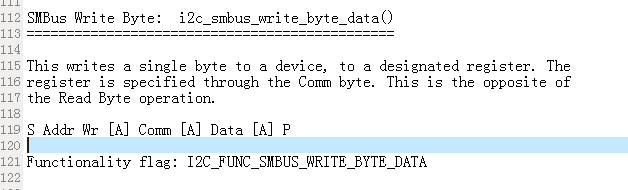 111
112 SMBus Write Byte:  i2c_smbus_write_byte_data()
113 ==============================================
114
115 This writes a single byte to a device, to a designated register. The
116 register is specified through the Comm byte. This is the opposite of
117 the Read Byte operation.
118
119 S Addr Wr [A] Comm [A] Data [A] P
120
121 Functionality flag: I2C_FUNC_SMBUS_WRITE_BYTE_DATA
122